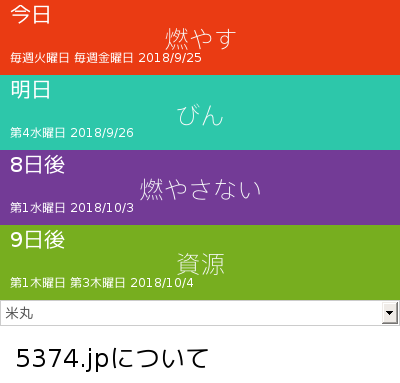 今日
燃やす
毎週火曜日 毎週金曜日 2018/9/25
明日
びん
第4水曜日 2018/9/26
8日後
燃やさない
第1水曜日 2018/10/3
9日後
資源
第1木曜日 第3木曜日 2018/10/4
米丸
5374.jpについて